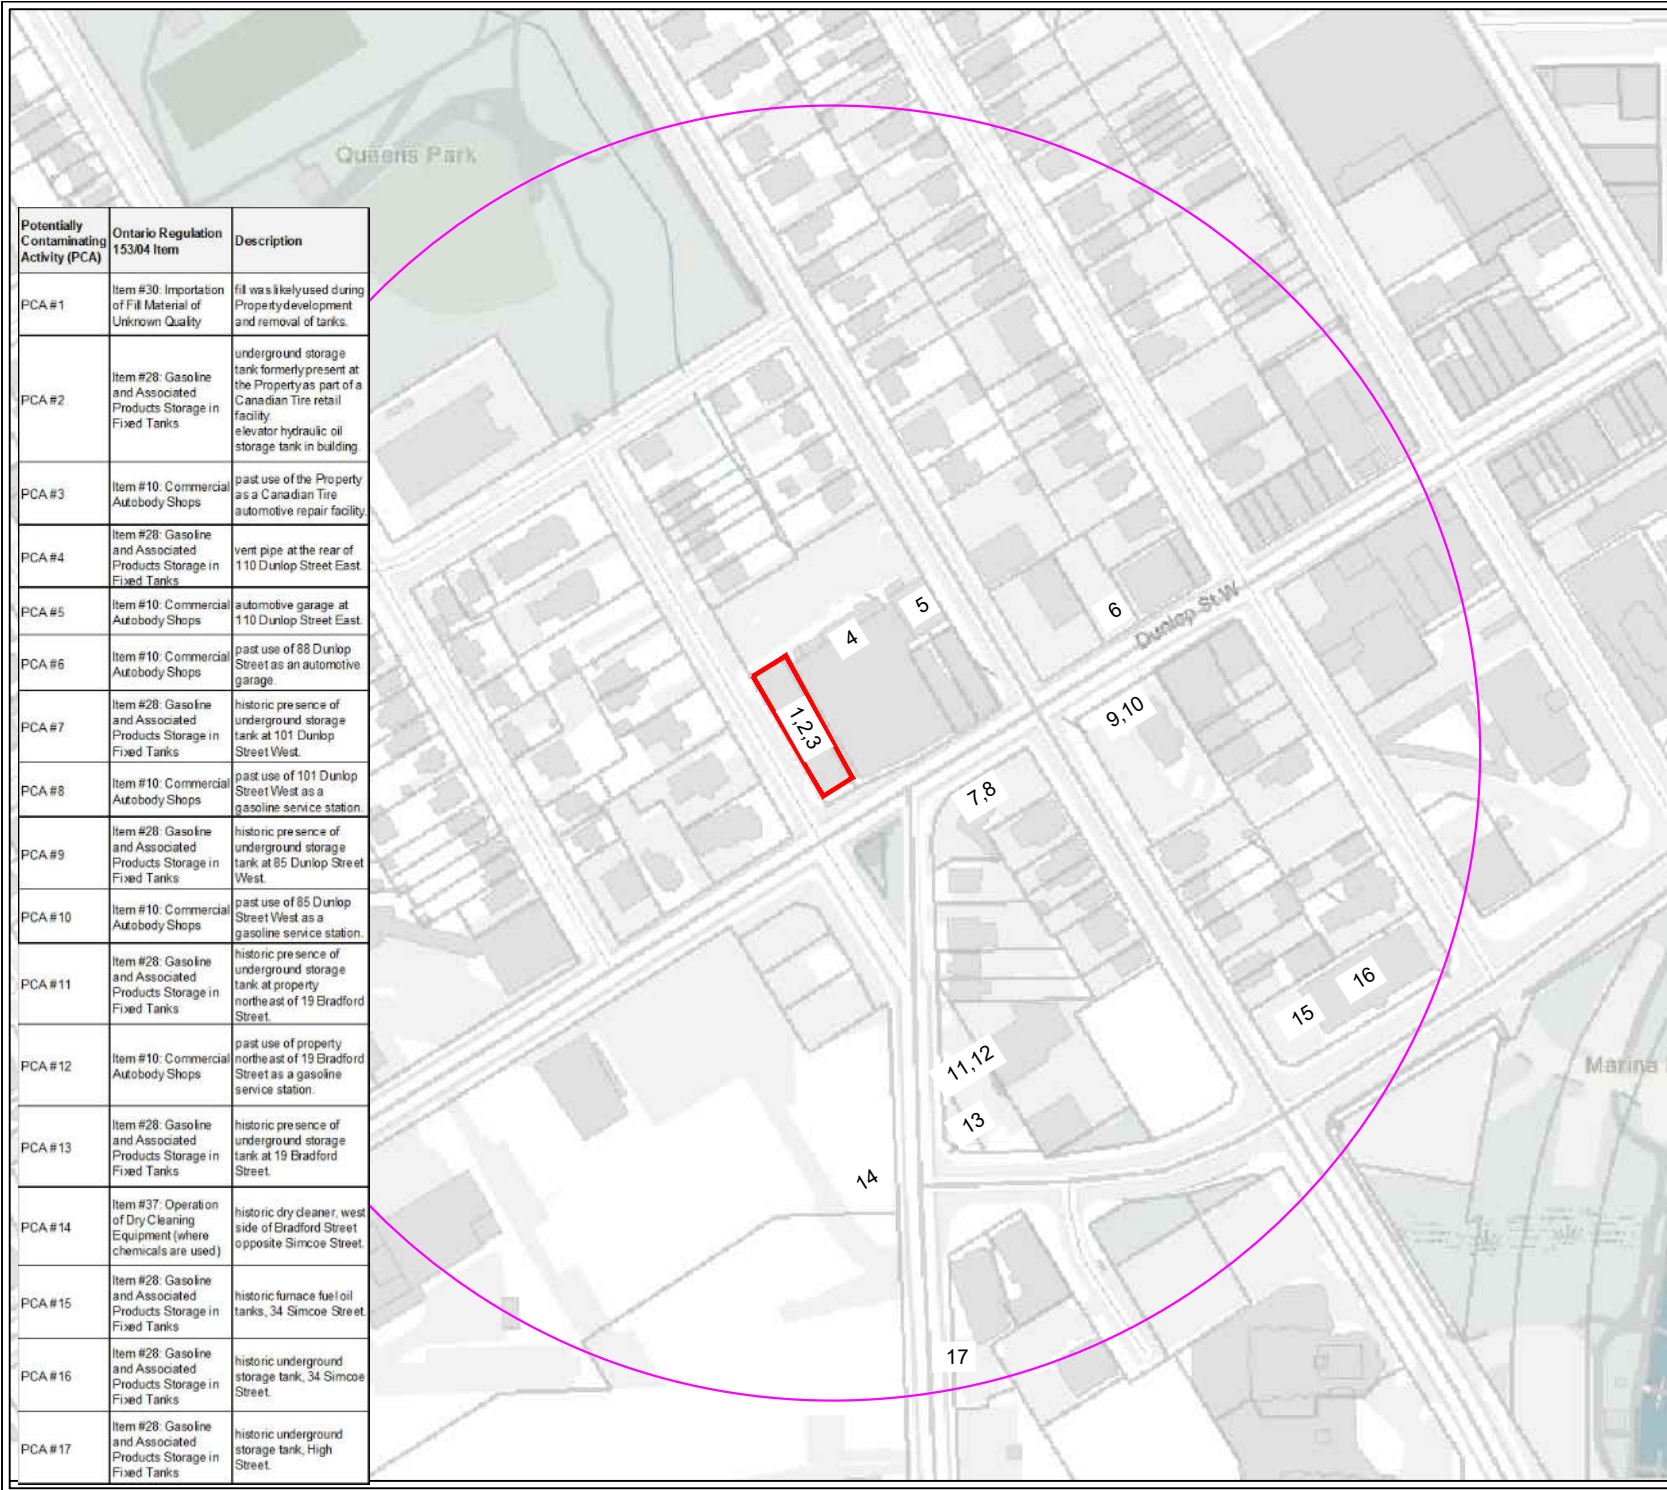 Queens Park
Potentially
Contaminating
Activity (PCA)
Ontario Regulation
153/04 Item
Description
PCA #1
Item #30: Importation
of Fill Material of
Unknown Quality
fill was likely used during
Property development
and removal of tanks.
PCA #2
Item #28: Gasoline
and Associated
Products Storage in
Fixed Tanks
underground storage
tank formerly present at
the Property as part of a
Canadian Tire retail
facility.
elevator hydraulic oil
storage tank in building.
PCA #3
Item #10: Commercial
Autobody Shops
past use of the Property
as a Canadian Tire
automotive repair facility.
PCA #4
Item #28: Gasoline
and Associated
Products Storage in
Fixed Tanks
vent pipe at the rear of
110 Dunlop Street East.
PCA #5
Item #10: Commercial
Autobody Shops
automotive garage at
110 Dunlop Street East.
PCA #6
Item #10: Commercial
Autobody Shops
past use of 88 Dunlop
Street as an automotive
garage.
PCA #7
Item #28: Gasoline
and Associated
Products Storage in
Fixed Tanks
historic presence of
underground storage
tank at 101 Dunlop
Street West.
PCA #8
Item #10: Commercial
Autobody Shops
past use of 101 Dunlop
Street West as a
gasoline service station.
PCA #9
Item #28: Gasoline
and Associated
Products Storage in
Fixed Tanks
historic presence of
underground storage
tank at 85 Dunlop Street
West.
PCA #10
Item #10: Commercial
Autobody Shops
past use of 85 Dunlop
Street West as a
gasoline service station.
PCA #11
Item #28: Gasoline
and Associated
Products Storage in
Fixed Tanks
historic presence of
underground storage
tank at property
northeast of 19 Bradford
Street.
PCA #12
Item #10: Commercial
Autobody Shops
past use of property
northeast of 19 Bradford
Street as a gasoline
service station.
PCA #13
Item #28: Gasoline
and Associated
Products Storage in
Fixed Tanks
historic presence of
underground storage
tank at 19 Bradford
Street.
PCA #14
Item #37: Operation
of Dry Cleaning
Equipment (where
chemicals are used)
historic dry cleaner, west
side of Bradford Street
opposite Simcoe Street.
PCA #15
Item #28: Gasoline
and Associated
Products Storage in
Fixed Tanks
historic furnace fuel oil
tanks, 34 Simcoe Street.
PCA #16
Item #28: Gasoline
and Associated
Products Storage in
Fixed Tanks
historic underground
storage tank, 34 Simcoe
Street.
PCA #17
Item #28: Gasoline
and Associated
Products Storage in
Fixed Tanks
historic underground
storage tank, High
Street.
5
6
4
Dunlop St W
1,2,3
9,10
7,8
16
15
11,12
13
14
17
Marina